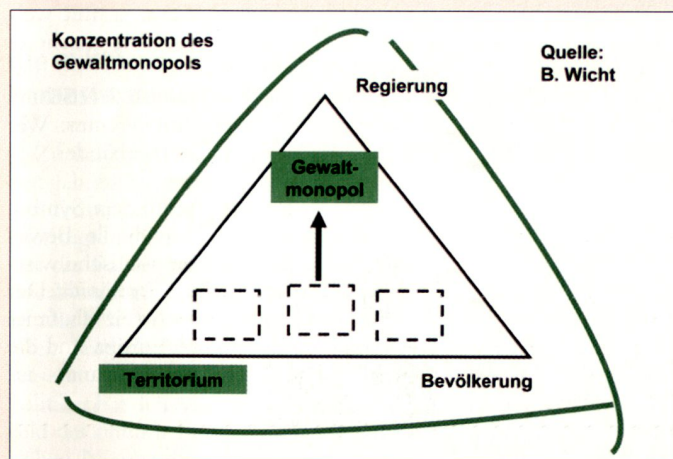 Konzentration des
Gewaltmonopols
Quelle:
B. Wicht
Regierung
Gewalt-
monopol
Territorium
Bevölkerung